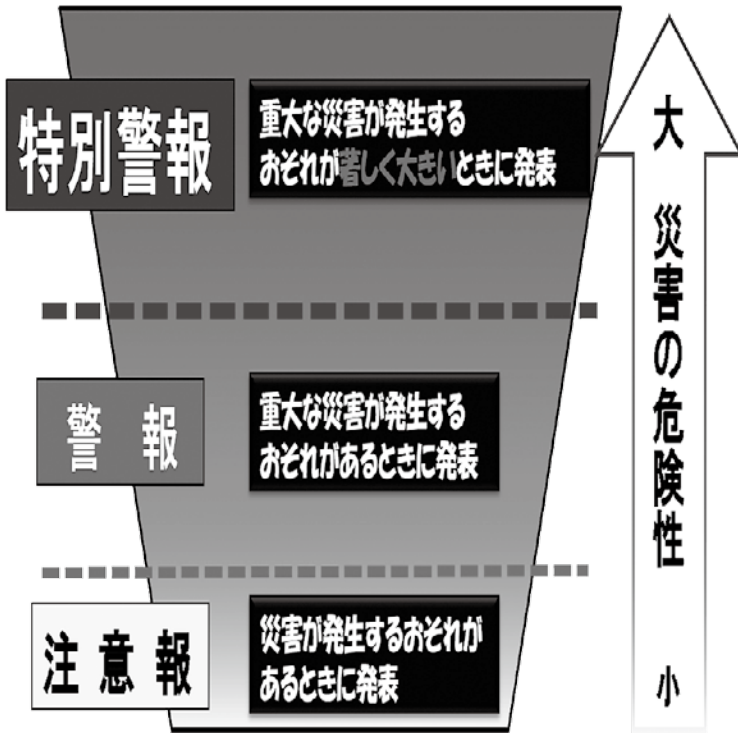 特別警報
重大な災害が発生する
おそれが著しく大きいときに発表
警報
重大な災害が発生する
おそれがあるときに発表
注意報
災害が発生するおそれが
あるときに発表
大 災害の危険性 小